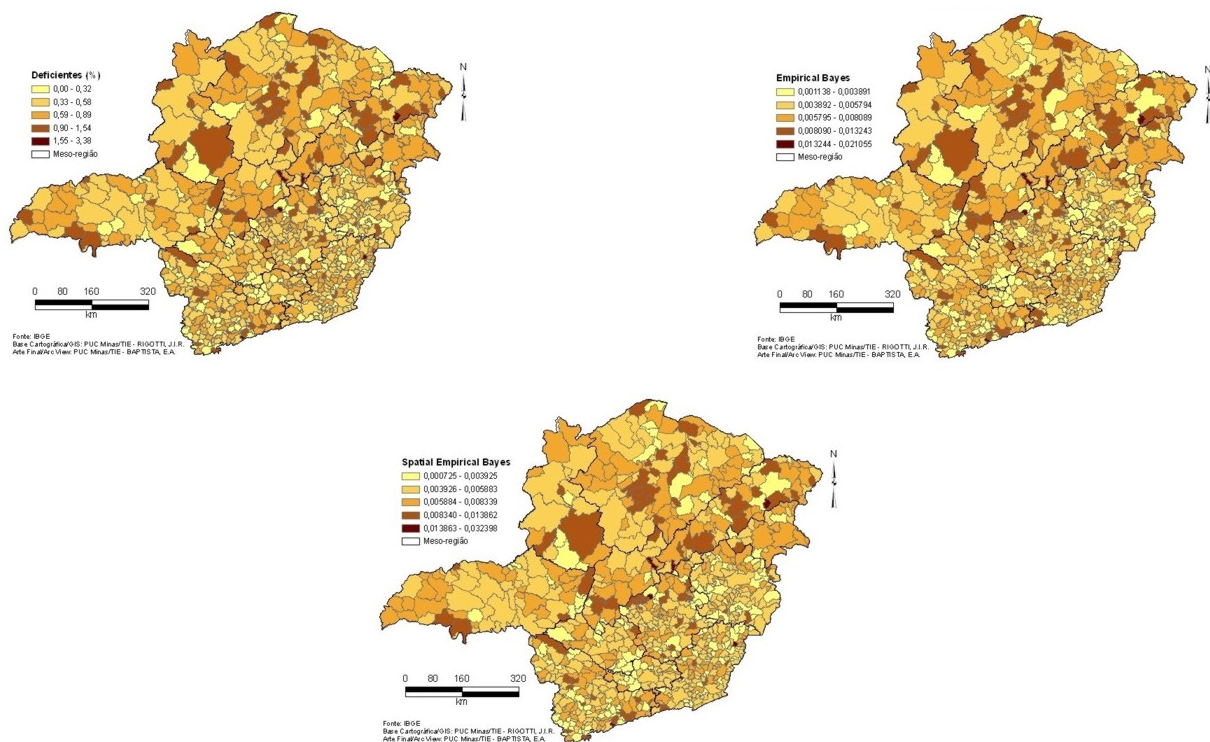 Deficientes (%)
0,00 - 0,32
0,33 - 0,58
0,59 - 0,89
0,90 - 1,54
1,55 - 3,38
Meso-região
N
0 80 160 320
km
Fonte: IBGE
Base Cartográfica/GIS: PUC Minas/TIE - RIGOTTI, J.I.R.
Arte Final/Arc View: PUC Minas/TIE - BAPTISTA, E.A.
Empirical Bayes
0,001138 - 0,003891
0,003892 - 0,005794
0,005795 - 0,008089
0,008090 - 0,013243
0,013244 - 0,021055
Meso-região
N
0 80 160 320
km
Fonte: IBGE
Base Cartográfica/GIS: PUC Minas/TIE - RIGOTTI, J.I.R.
Arte Final/Arc View: PUC Minas/TIE - BAPTISTA, E.A.
Spatial Empirical Bayes
0,000725 - 0,003925
0,003926 - 0,005883
0,005884 - 0,008339
0,008340 - 0,013862
0,013863 - 0,032398
Meso-região
N
0 80 160 320
km
Fonte: IBGE
Base Cartográfica/GIS: PUC Minas/TIE - RIGOTTI, J.I.R.
Arte Final/Arc View: PUC Minas/TIE - BAPTISTA, E.A.